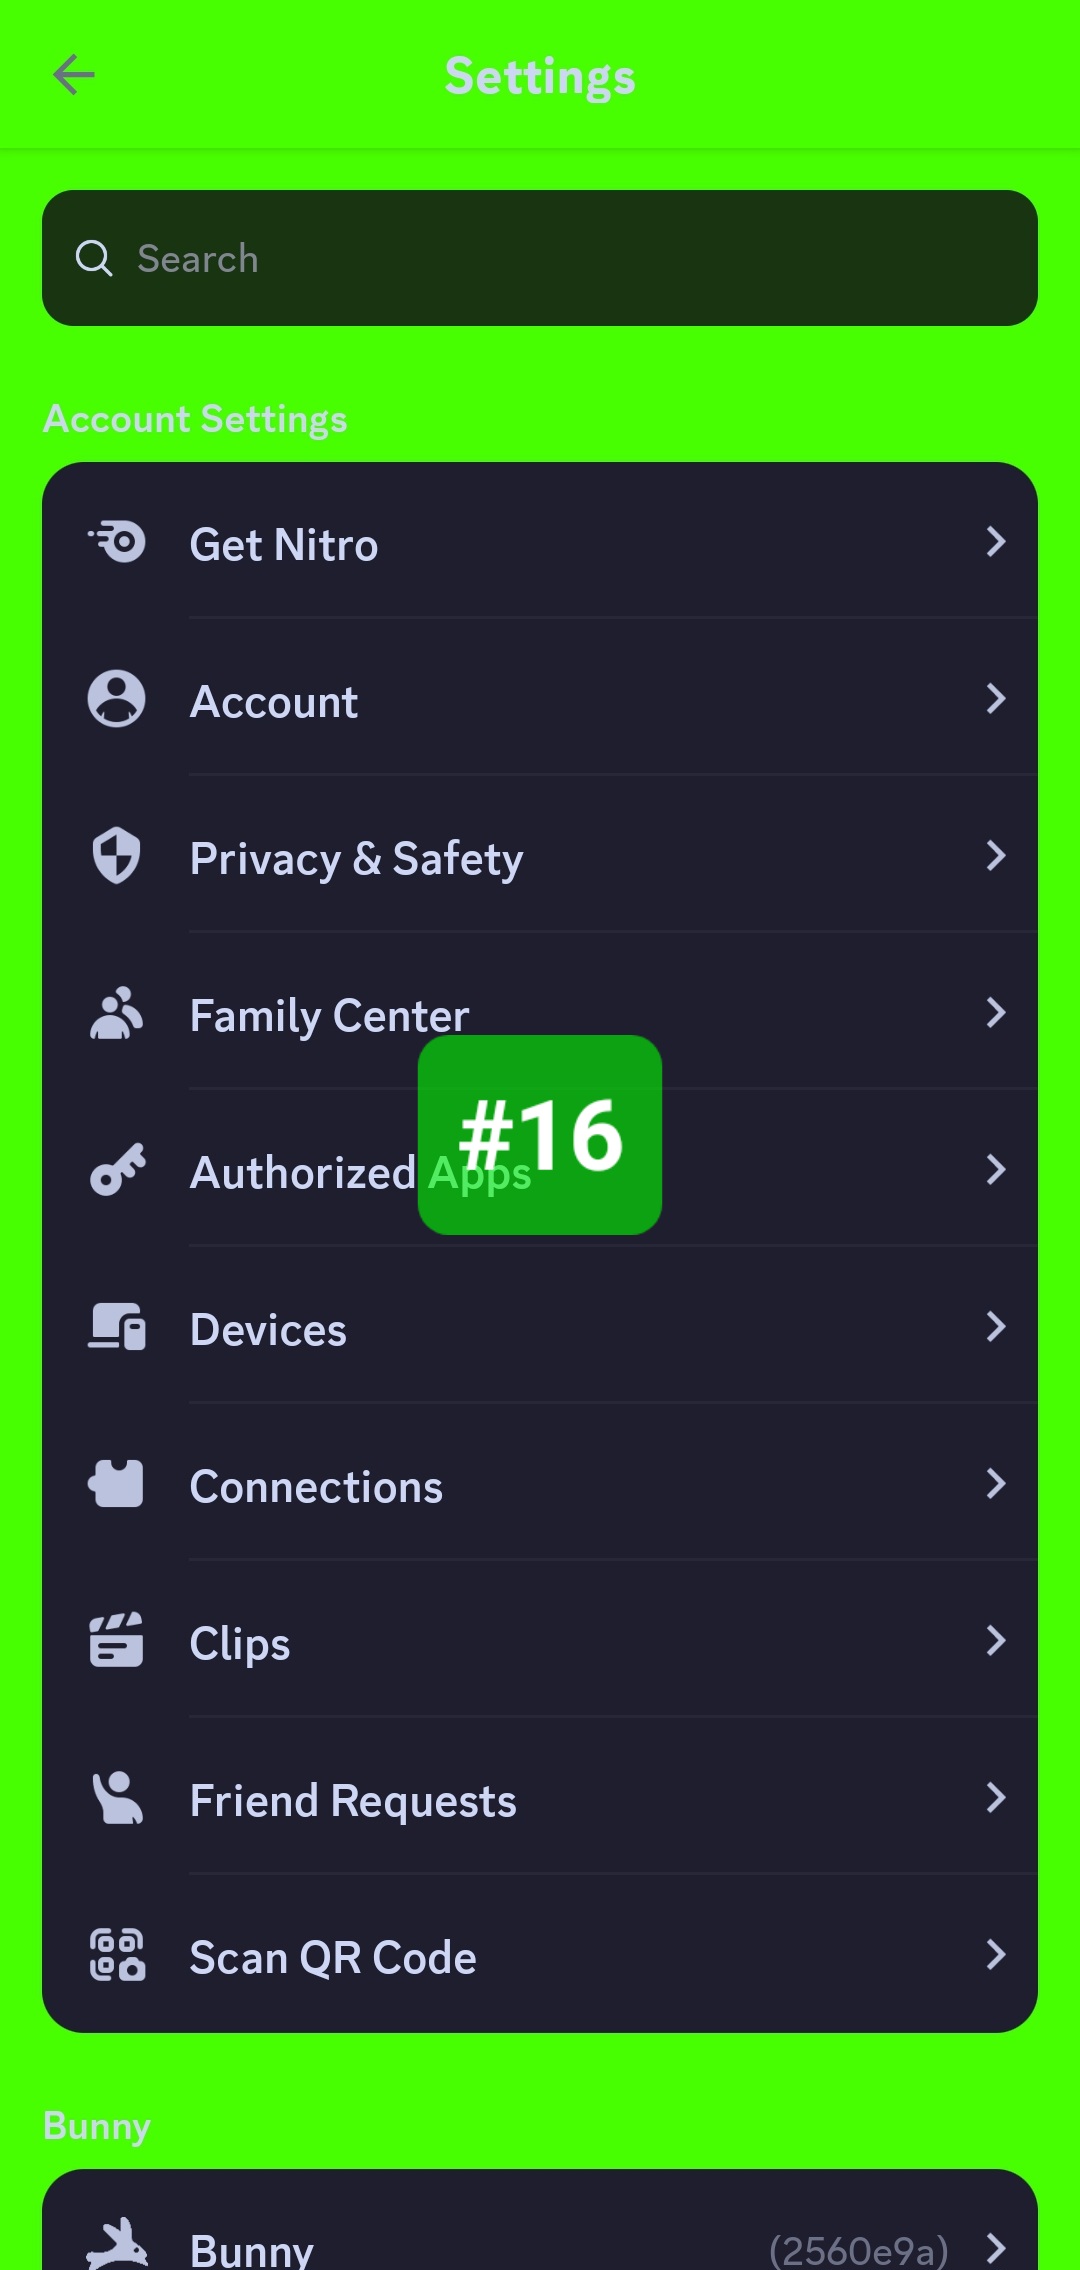 Settings
Search
Account Settings
Get Nitro
Account
Privacy & Safety
Family Center
#16
Authorized Apps
Devices
Connections
Clips
Friend Requests
Scan QR Code
Bunny
Bunny (2560e9a)